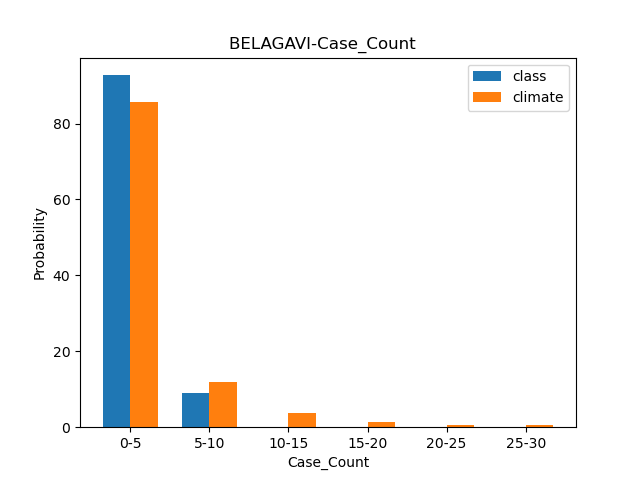 BELAGAVI-Case_Count
class
climate
Probability
80
60
40
20
0
0-5 5-10 10-15 15-20 20-25 25-30
Case_Count